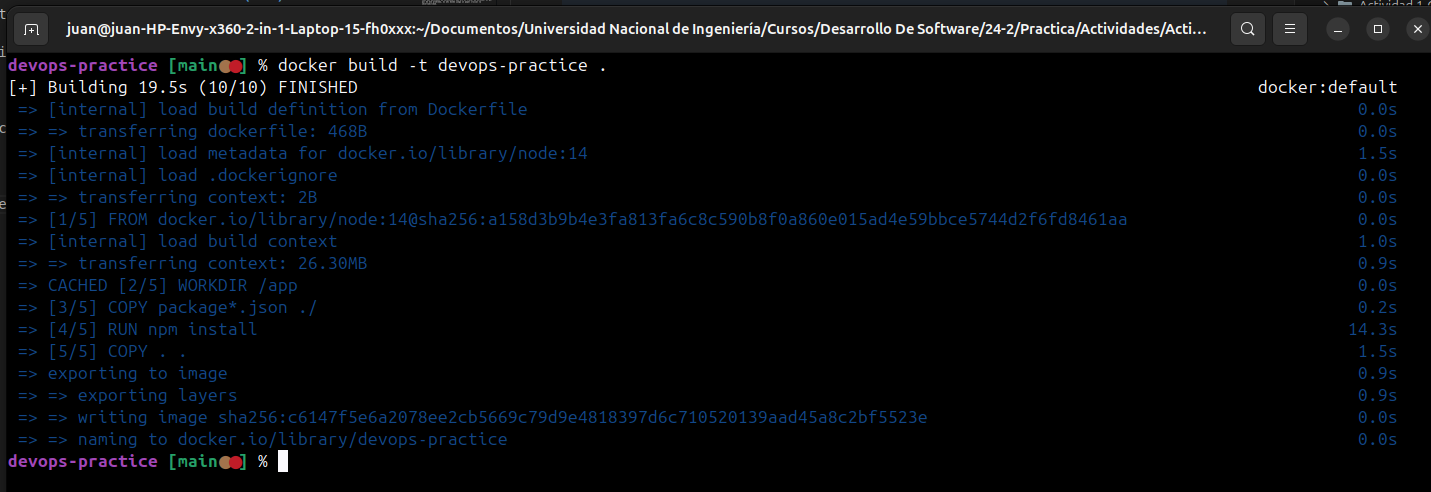 Actividad 1
juan@juan-HP-Envy-x360-2-in-1-Laptop-15-fh0xxx:~/Documentos/Universidad Nacional de Ingeniería/Cursos/Desarrollo De Software/24-2/Practica/Actividades/Acti...
devops-practice [main] % docker build -t devops-practice .
[+] Building 19.5s (10/10) FINISHED docker:default
=> [internal] load build definition from Dockerfile 0.0s
=> => transferring dockerfile: 468B 0.0s
=> [internal] load metadata for docker.io/library/node:14 1.5s
=> [internal] load .dockerignore 0.0s
=> => transferring context: 2B 0.0s
=> [1/5] FROM docker.io/library/node:14@sha256:a158d3b9b4e3fa813fa6c8c590b8f0a860e015ad4e59bbce5744d2f6fd8461aa 0.0s
=> [internal] load build context 1.0s
=> => transferring context: 26.30MB 0.9s
=> CACHED [2/5] WORKDIR /app 0.0s
=> [3/5] COPY package*.json ./ 0.2s
=> [4/5] RUN npm install 14.3s
=> [5/5] COPY . . 1.5s
=> exporting to image 0.9s
=> => exporting layers 0.9s
=> => writing image sha256:c6147f5e6a2078ee2cb5669c79d9e4818397d6c710520139aad45a8c2bf5523e 0.0s
=> => naming to docker.io/library/devops-practice 0.0s
devops-practice [main] %